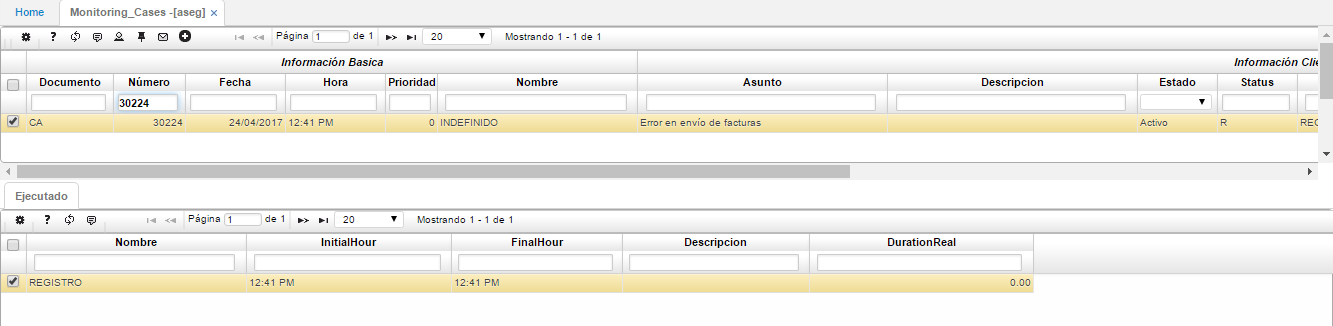 Home Monitoring_Cases -[aseg] ×
Página 1 de 1 20 Mostrando 1 - 1 de 1
Información Basica Información Clie
Documento Número Fecha Hora Prioridad Nombre Asunto Descripcion Estado Status
30224
CA 30224 24/04/2017 12:41 PM 0 INDEFINIDO Error en envío de facturas Activo R REG
Ejecutado
Página 1 de 1 20 Mostrando 1 - 1 de 1
Nombre InitialHour FinalHour Descripcion DurationReal
REGISTRO 12:41 PM 12:41 PM 0.00